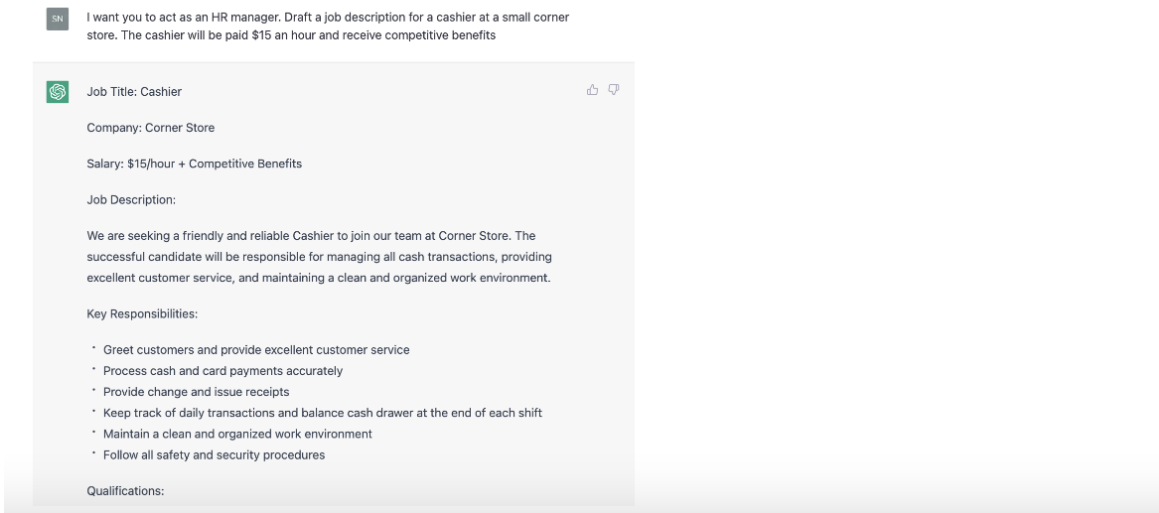 SN
I want you to act as an HR manager. Draft a job description for a cashier at a small corner
store. The cashier will be paid $15 an hour and receive competitive benefits
Job Title: Cashier
Company: Corner Store
Salary: $15/hour + Competitive Benefits
Job Description:
We are seeking a friendly and reliable Cashier to join our team at Corner Store. The
successful candidate will be responsible for managing all cash transactions, providing
excellent customer service, and maintaining a clean and organized work environment.
Key Responsibilities:
• Greet customers and provide excellent customer service
• Process cash and card payments accurately
• Provide change and issue receipts
• Keep track of daily transactions and balance cash drawer at the end of each shift
• Maintain a clean and organized work environment
• Follow all safety and security procedures
Qualifications: